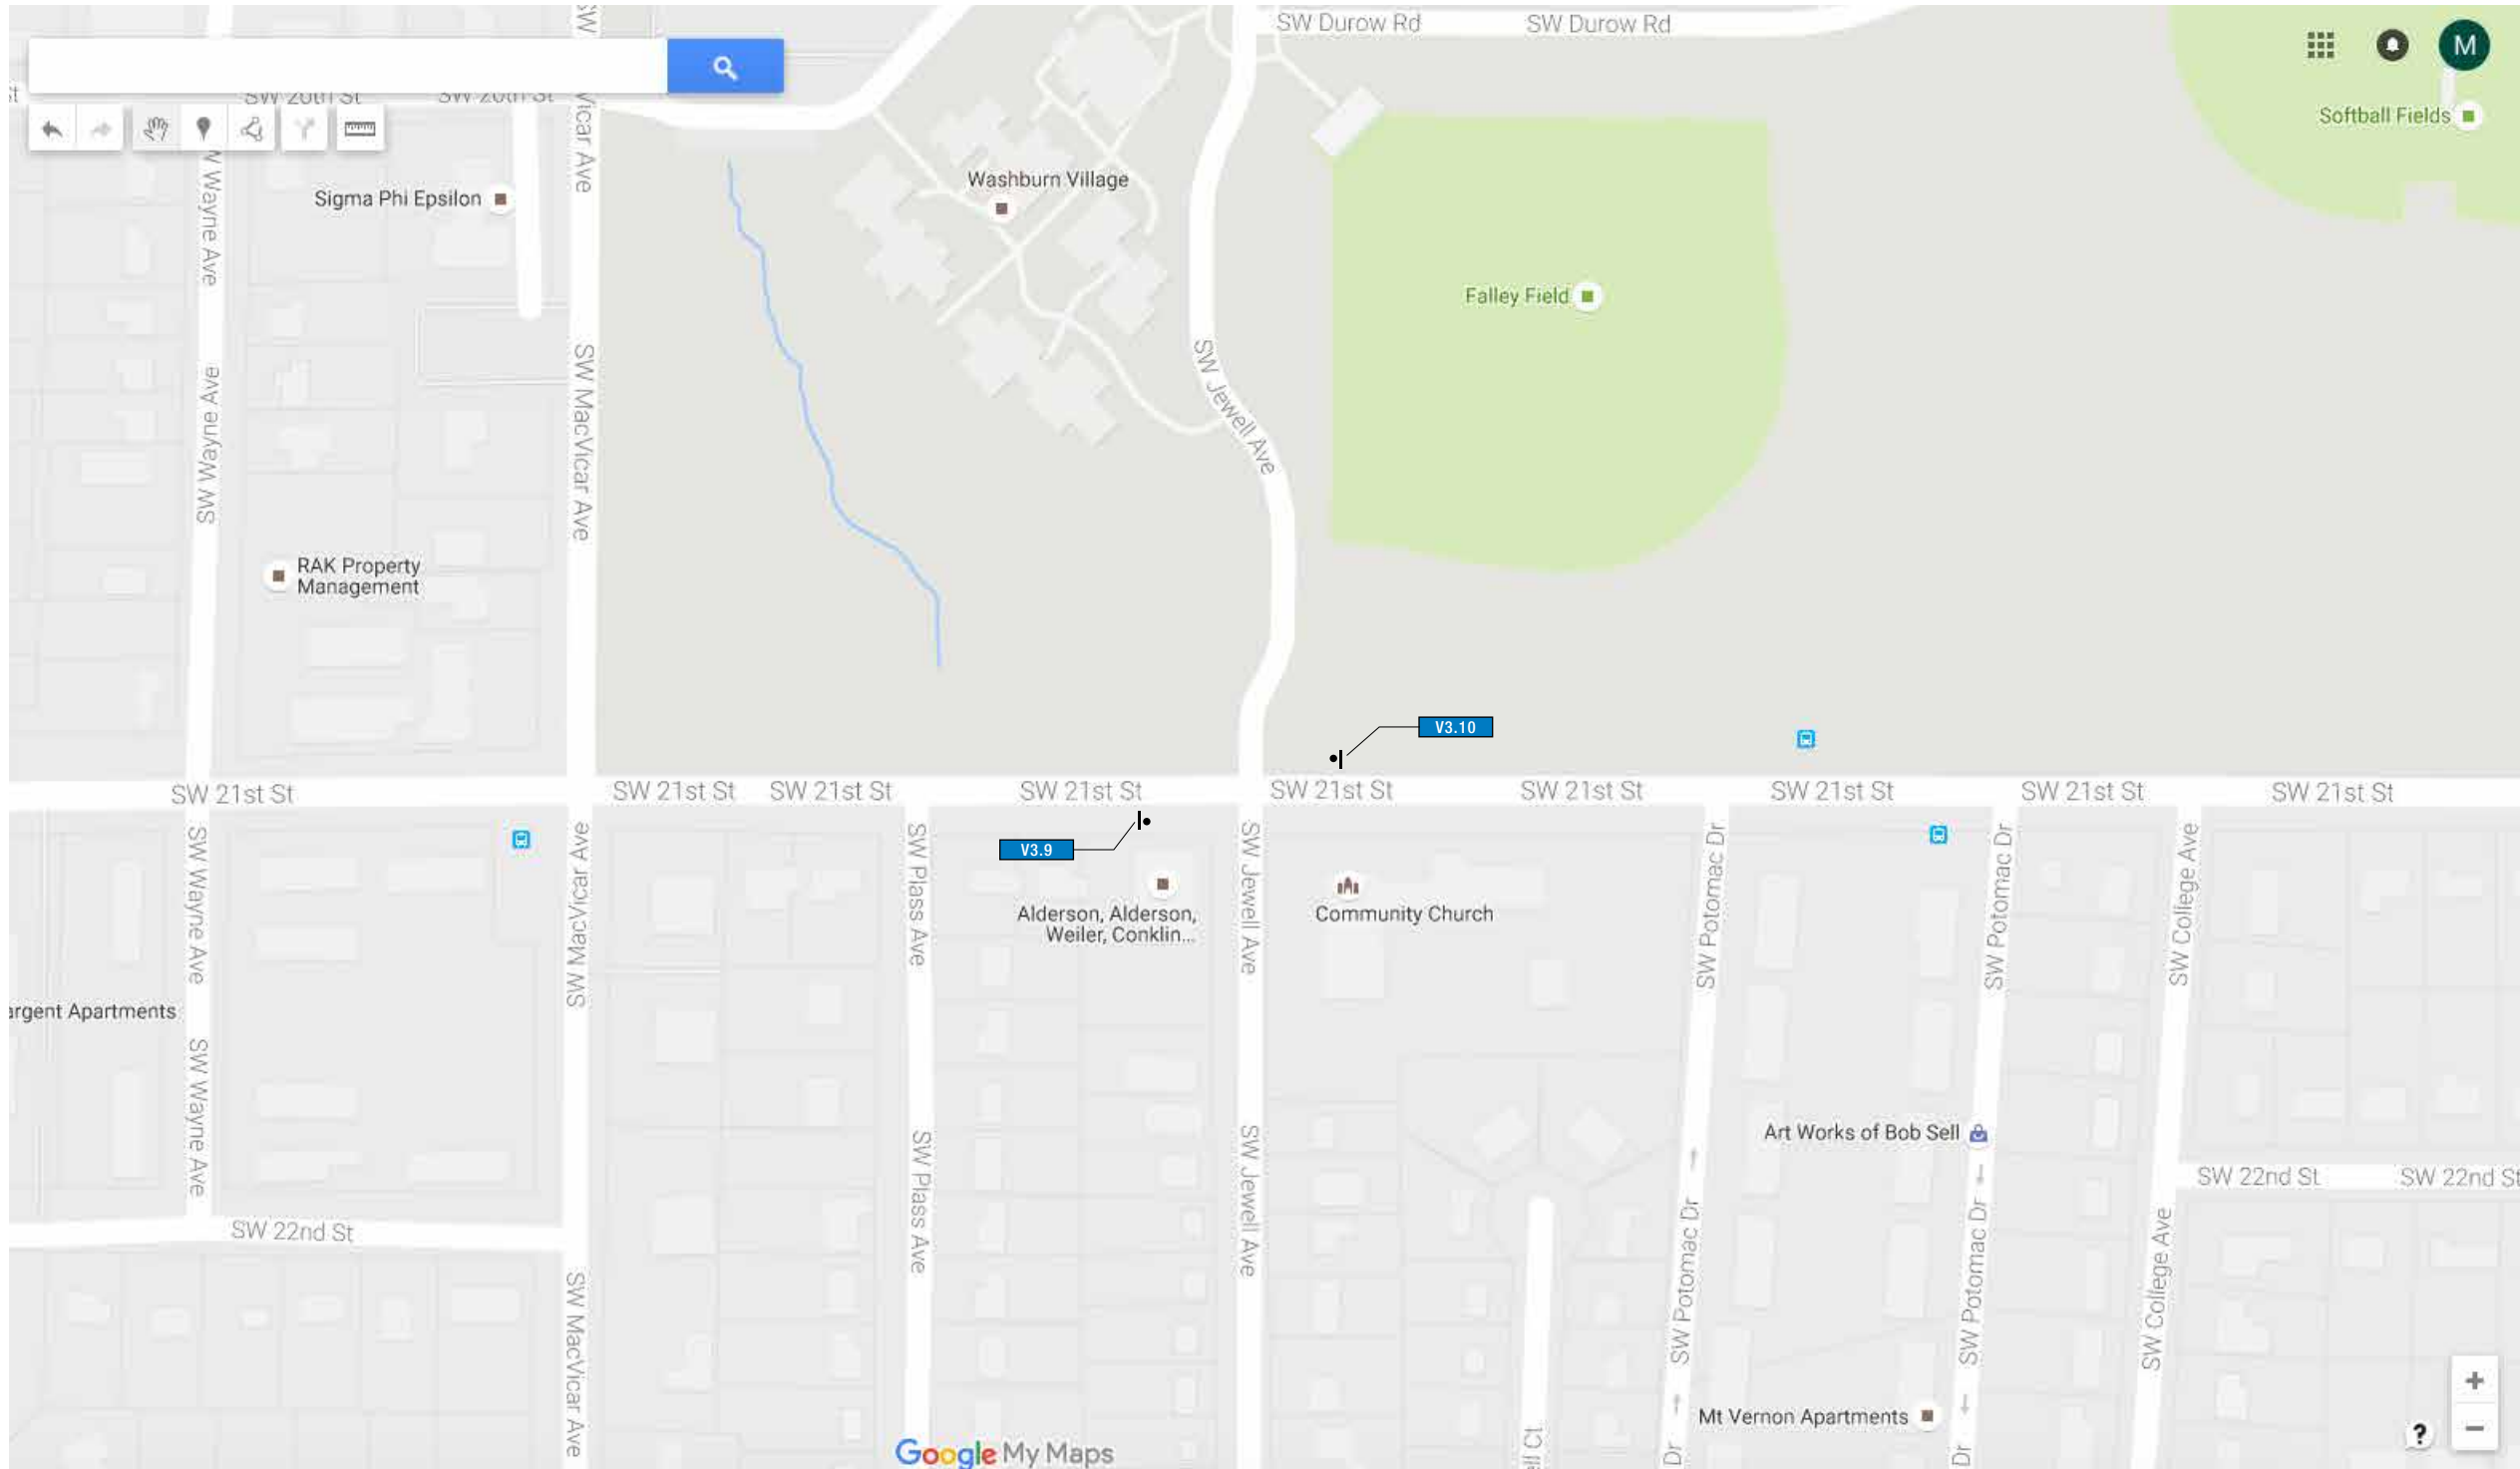 SW Durow Rd
SW Durow Rd
M
SW 20th St
SW 20th St
Softball Fields
Washburn Village
Sigma Phi Epsilon
SW Wayne Ave
Falley Field
SW MacVicar Ave
SW Jewell Ave
RAK Property
Management
V3.10
SW 21st St
SW 21st St
SW 21st St
SW 21st St
SW 21st St
SW 21st St
SW 21st St
SW 21st St
SW 21st St
V3.9
SW Wayne Ave
SW MacVicar Ave
SW Plass Ave
SW Jewell Ave
SW Potomac Dr
SW Potomac Dr
SW College Ave
Alderson, Alderson,
Weiler, Conklin...
Community Church
argent Apartments
SW Wayne Ave
SW Plass Ave
SW Jewell Ave
Art Works of Bob Sell
SW 22nd St
SW 22nd St
SW 22nd St
SW Potomac Dr
SW Potomac Dr
SW College Ave
SW MacVicar Ave
Mt Vernon Apartments
Dr
Dr
Google My Maps
+
−
?